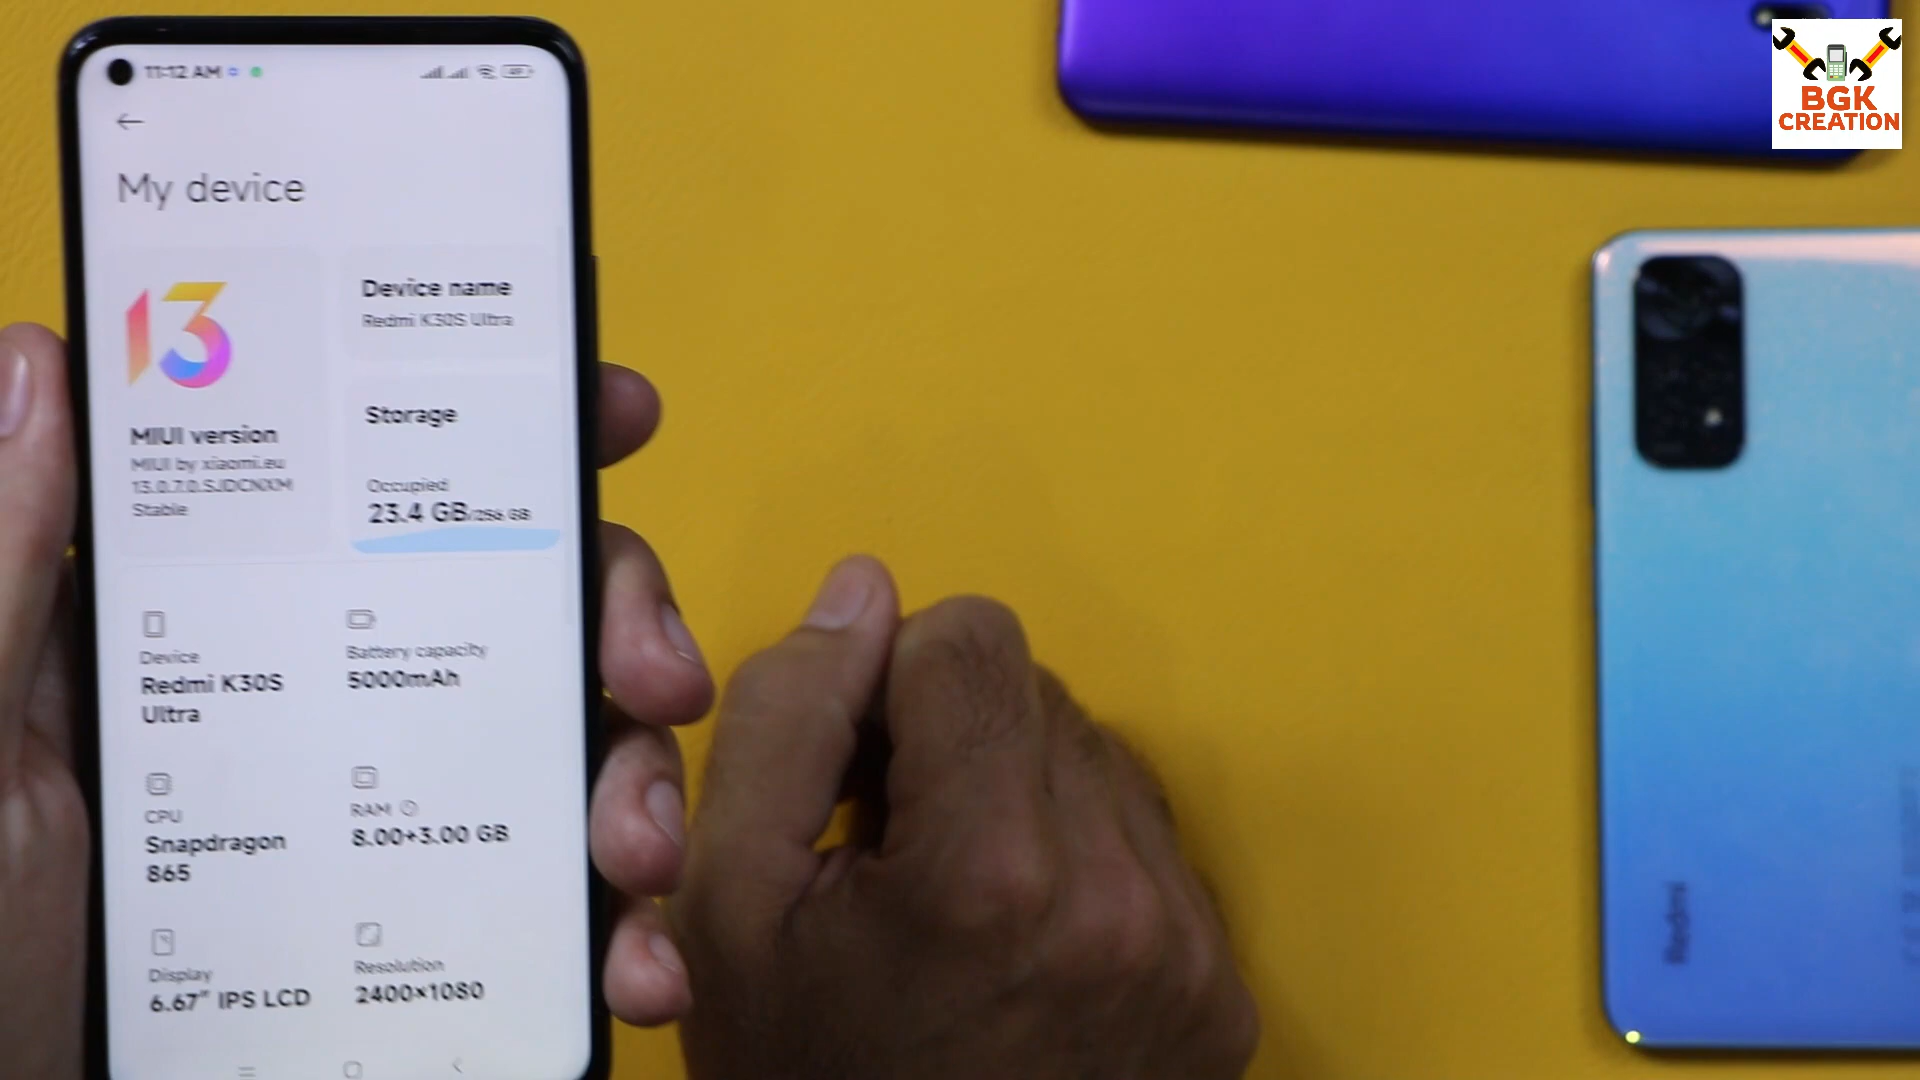 11:12 AM
My device
13
Device name
Redmi K30S Ultra
MIUI version
MIUI by xiaomi.eu
13.0.7.0.SJDCNXM
Stable
Storage
Occupied
23.4 GB/256 GB
Device
Redmi K30S
Ultra
Battery capacity
5000mAh
CPU
Snapdragon
865
RAM
8.00+3.00 GB
Display
6.67" IPS LCD
Resolution
2400×1080
BGK
CREATION
Redmi